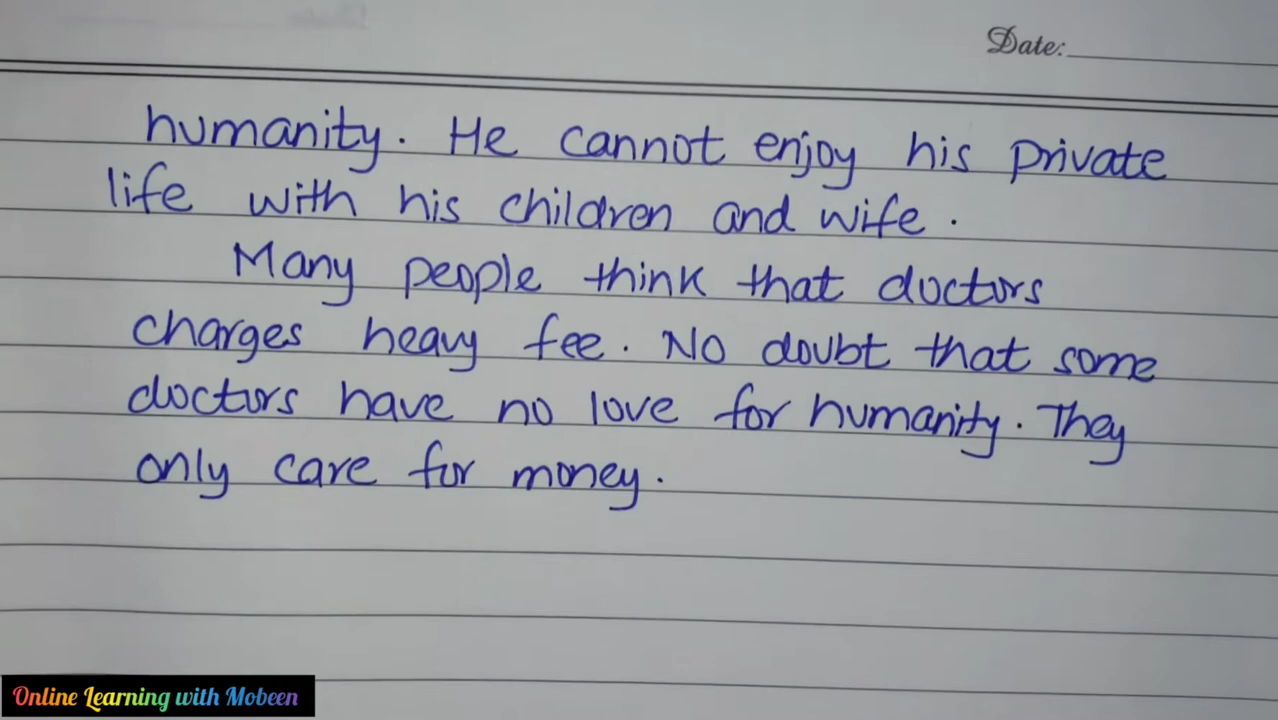 Date:
humanity. He cannot enjoy his private
life with his children and wife.
Many people think that doctors
charges heavy fee. No doubt that some
doctors have no love for humanity. They
only care for money.
Online Learning with Mobeen